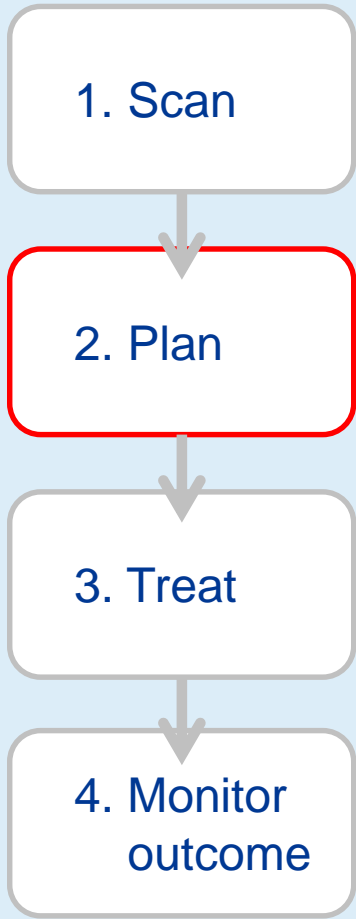 1. Scan
2. Plan
3. Treat
4. Monitor
outcome